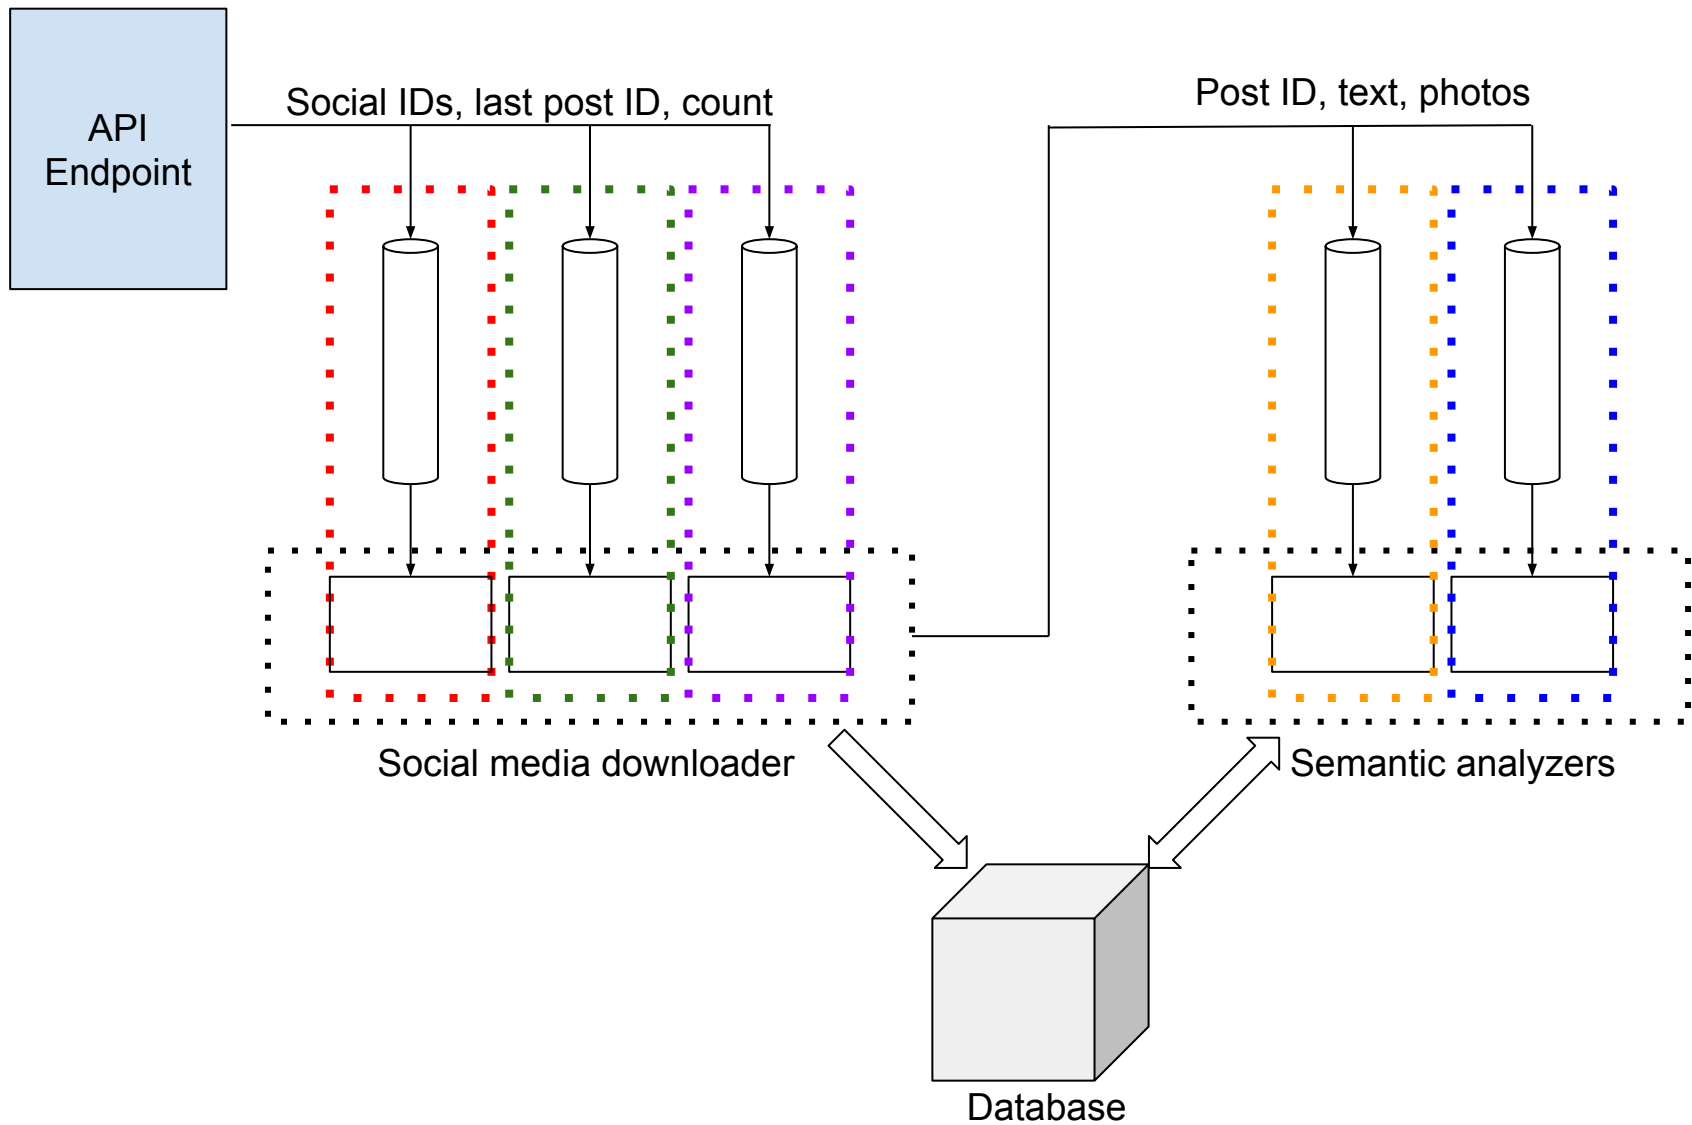 API
Endpoint
Social IDs, last post ID, count
Post ID, text, photos
Social media downloader
Semantic analyzers
Database